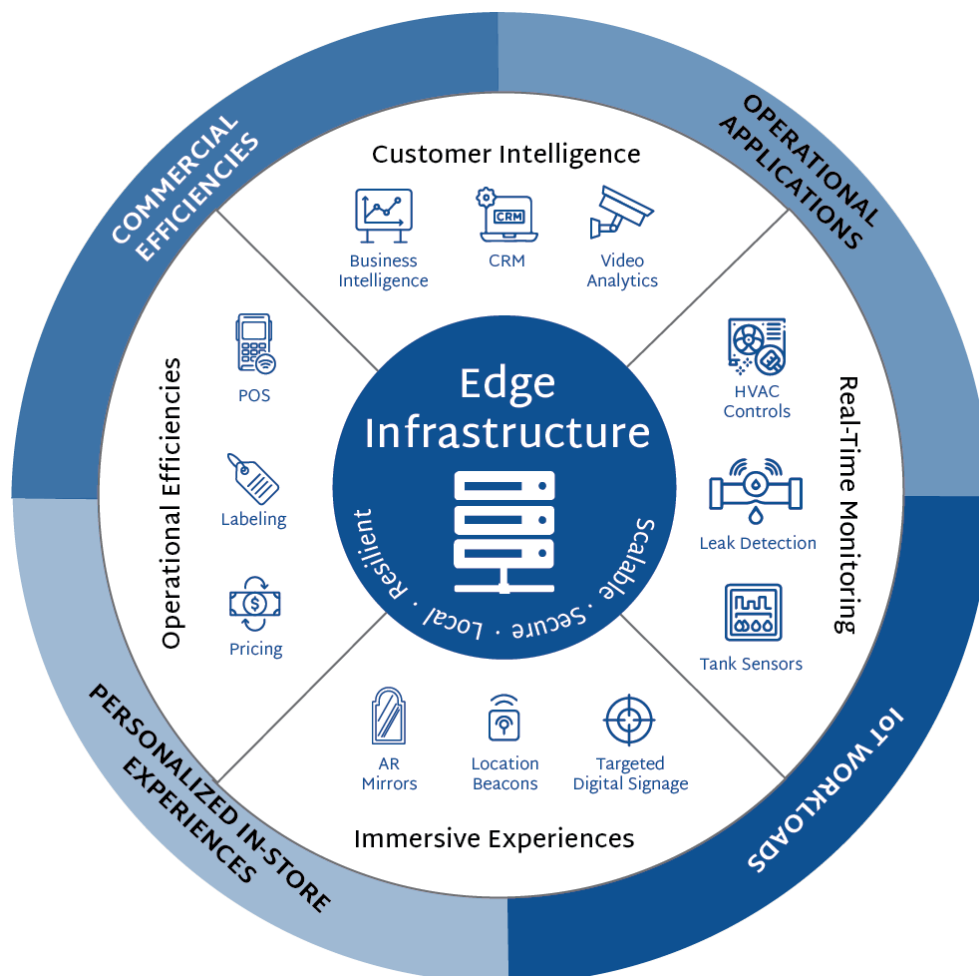 COMMERCIAL
EFFICIENCIES
OPERATIONAL
APPLICATIONS
Customer Intelligence
CRM
Business
Intelligence
CRM
Video
Analytics
Operational Efficiencies
POS
Labeling
Pricing
Edge
Infrastructure
Scalable · Secure · Local · Resilient
HVAC
Controls
Leak Detection
Tank Sensors
Real-Time Monitoring
AR
Mirrors
Location
Beacons
Targeted
Digital Signage
Immersive Experiences
PERSONALIZED IN-STORE
EXPERIENCES
IoT WORKLOADS